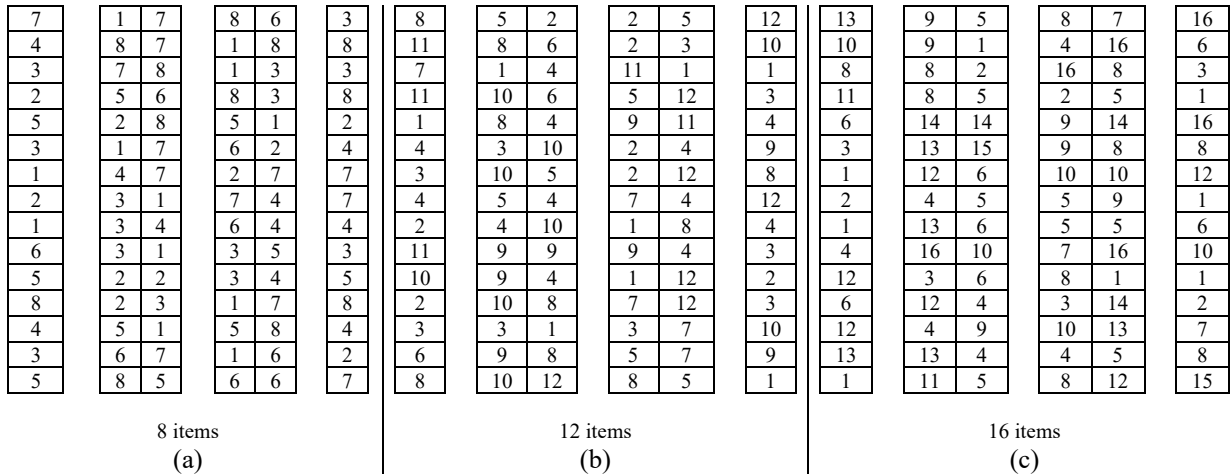 7 1 7 8 6 3 8 5 2 2 5 12 13 9 5 8 7 16
4 8 7 1 8 8 11 8 6 2 3 10 10 9 1 4 16 6
3 7 8 1 3 3 7 1 4 11 1 1 8 8 2 16 8 3
2 5 6 8 3 8 11 10 6 5 12 3 11 8 5 2 5 1
5 2 8 5 1 2 1 8 4 9 11 4 6 14 14 9 14 16
3 1 7 6 2 4 4 3 10 2 4 9 3 13 15 9 8 8
1 4 7 2 7 7 3 10 5 2 12 8 1 12 6 10 10 12
2 3 1 7 4 7 4 5 4 7 4 12 2 4 5 5 9 1
1 3 4 6 4 4 2 4 10 1 8 4 1 13 6 5 5 6
6 3 1 3 5 3 11 9 9 9 4 3 4 16 10 7 16 10
5 2 2 3 4 5 10 9 4 1 12 2 12 3 6 8 1 1
8 2 3 1 7 8 2 10 8 7 12 3 6 12 4 3 14 2
4 5 1 5 8 4 3 3 1 3 7 10 12 4 9 10 13 7
3 6 7 1 6 2 6 9 8 5 7 9 13 13 4 4 5 8
5 8 5 6 6 7 8 10 12 8 5 1 1 11 5 8 12 15
8 items 12 items 16 items
(a) (b) (c)